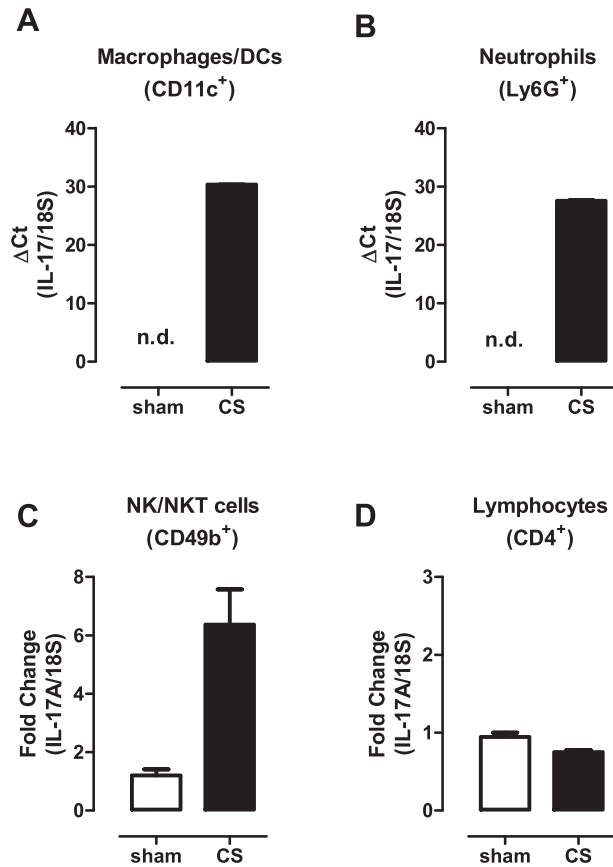 A
Macrophages/DCs
(CD11c+)
ΔCt
(IL-17/18S)
40
30
20
10
0
n.d.
sham
CS
B
Neutrophils
(Ly6G+)
ΔCt
(IL-17/18S)
40
30
20
10
0
n.d.
sham
CS
C
NK/NKT cells
(CD49b+)
Fold Change
(IL-17A/18S)
8
6
4
2
0
sham
CS
D
Lymphocytes
(CD4+)
Fold Change
(IL-17A/18S)
3
2
1
0
sham
CS